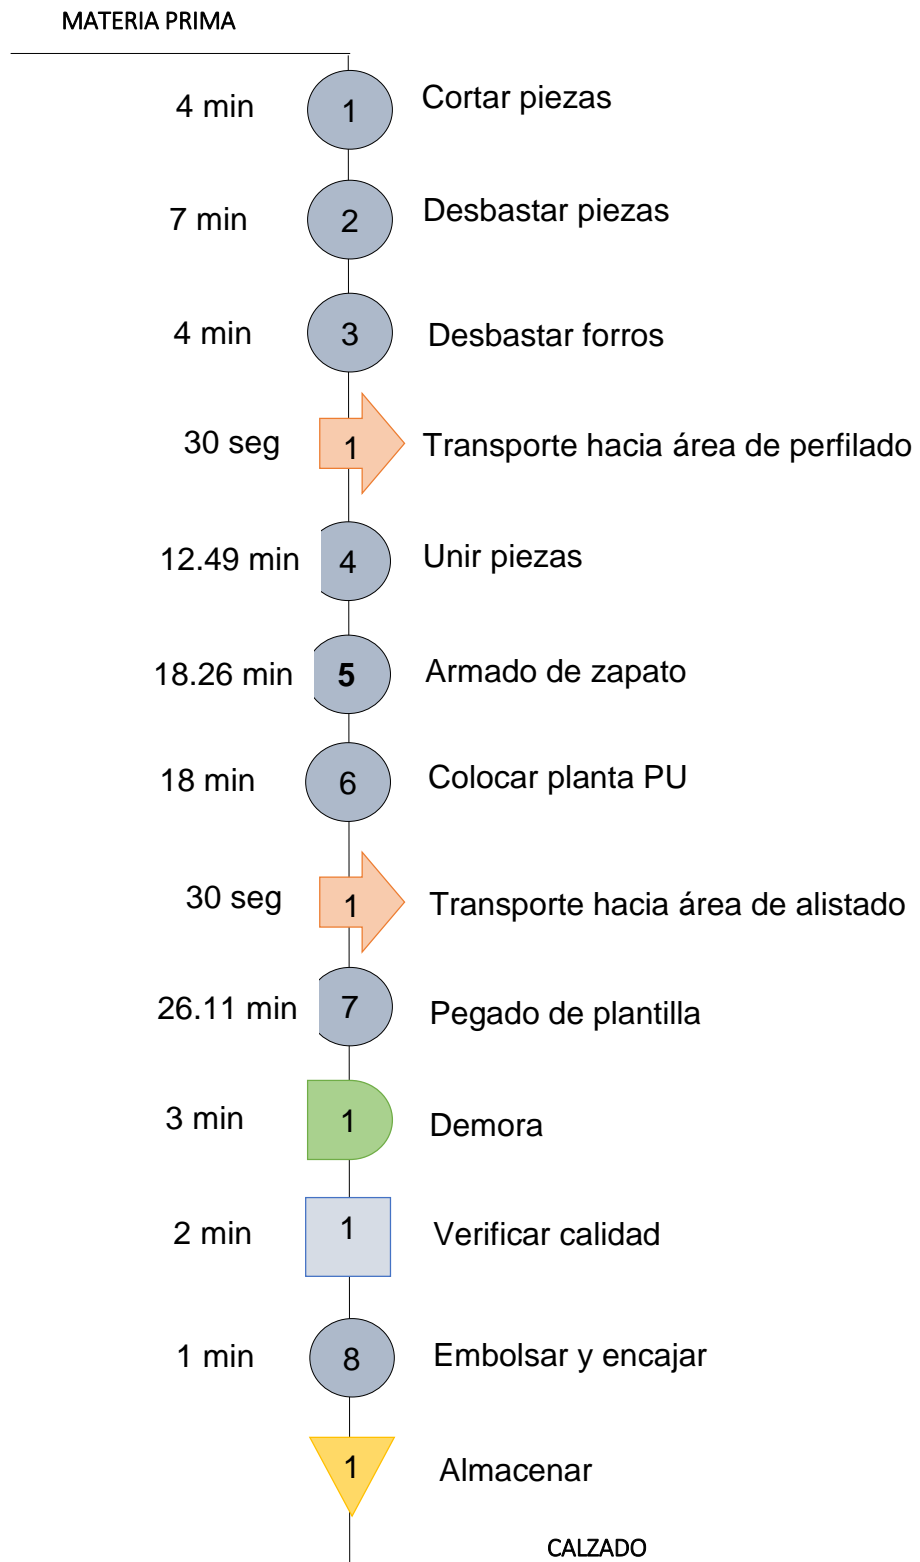 MATERIA PRIMA
4 min 1 Cortar piezas
7 min 2 Desbastar piezas
4 min 3 Desbastar forros
30 seg 1 Transporte hacia área de perfilado
12.49 min 4 Unir piezas
18.26 min 5 Armado de zapato
18 min 6 Colocar planta PU
30 seg 1 Transporte hacia área de alistado
26.11 min 7 Pegado de plantilla
3 min 1 Demora
2 min 1 Verificar calidad
1 min 8 Embolsar y encajar
1 Almacenar
CALZADO